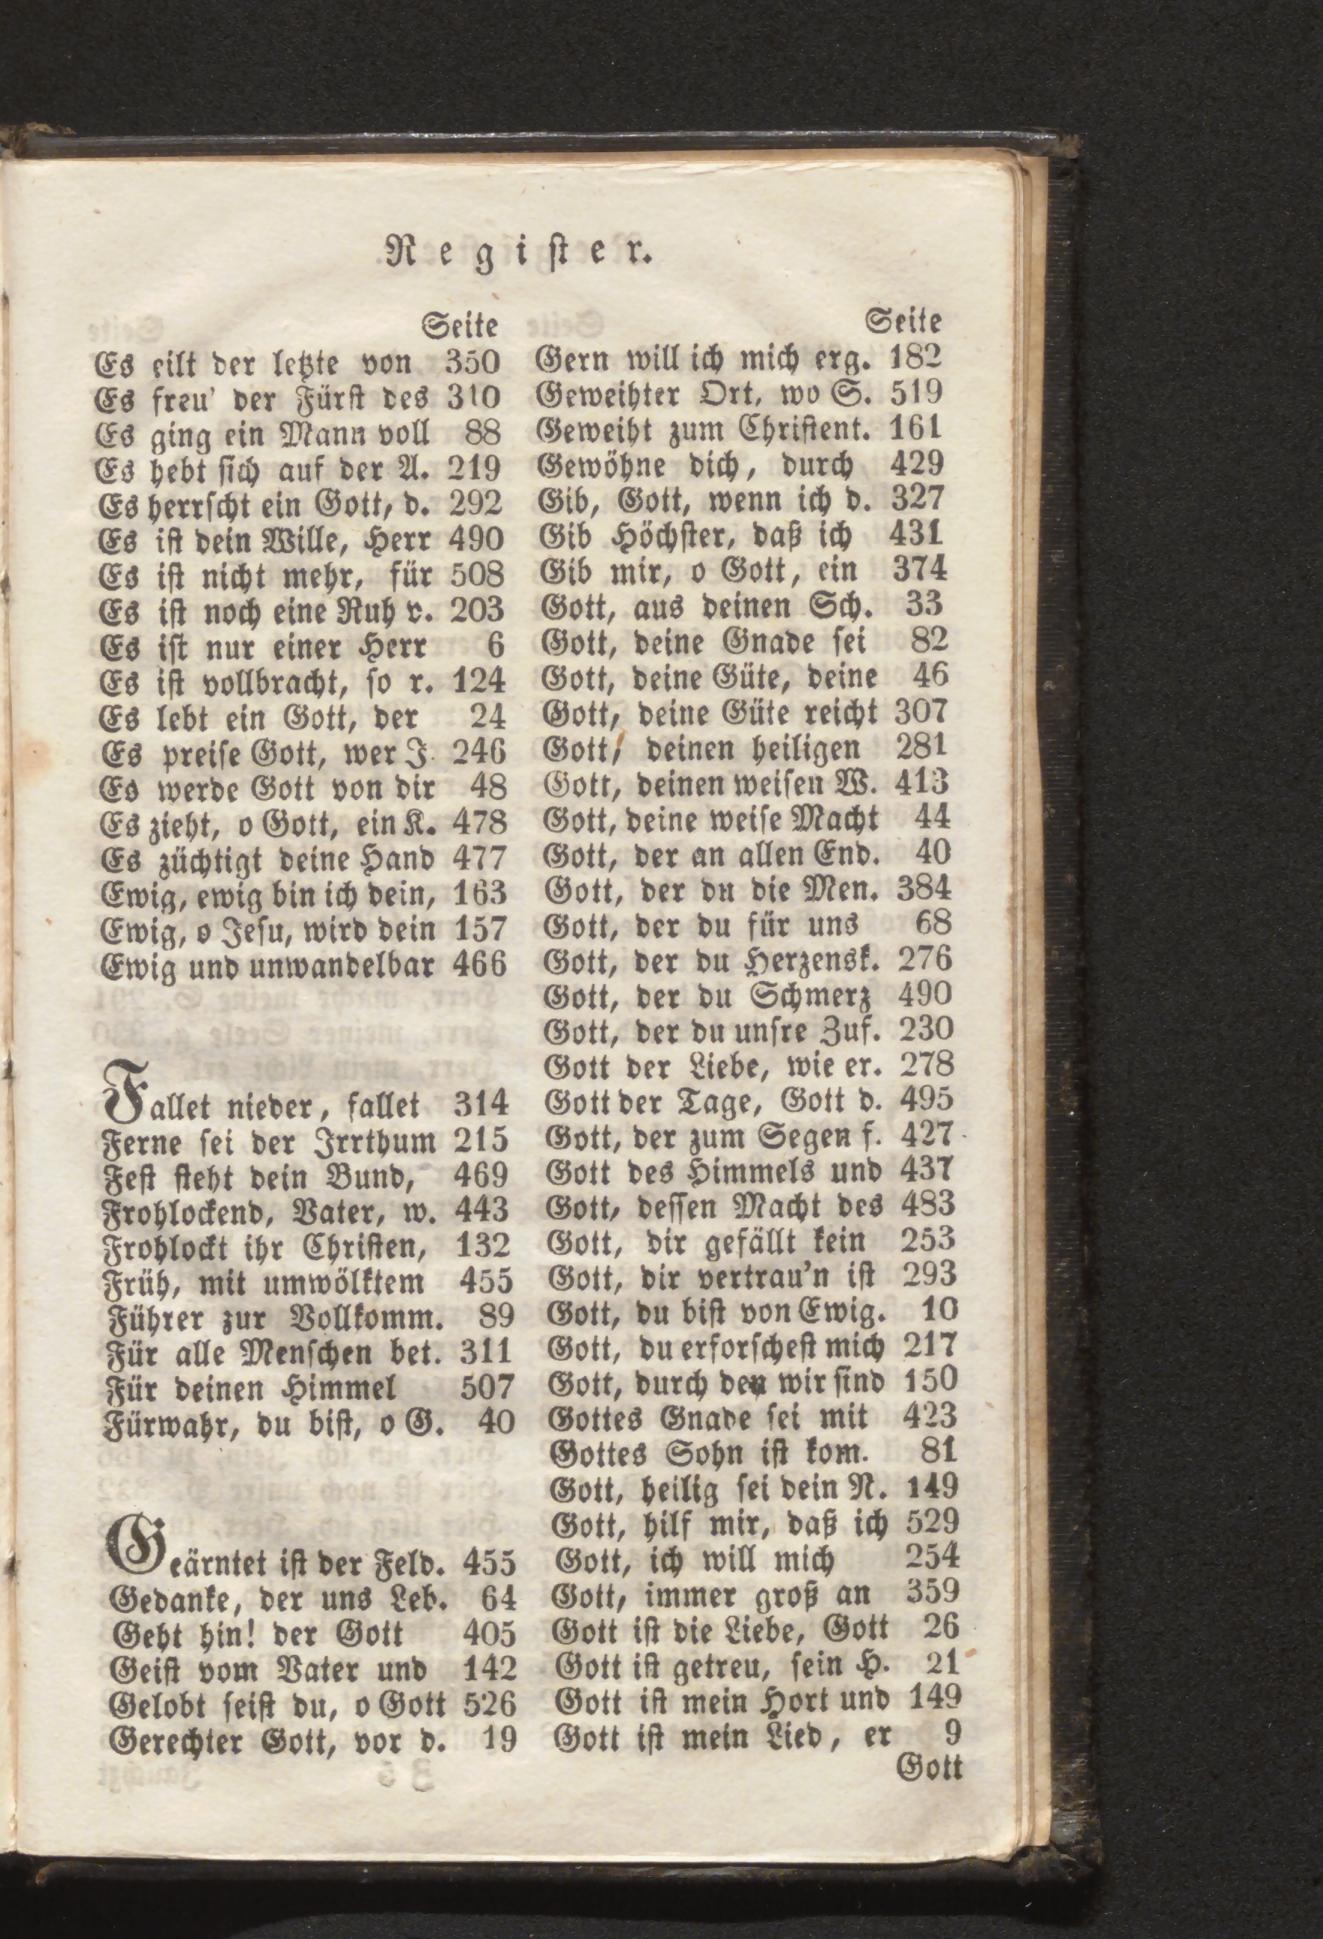 Register.
Seite
Es eilt der letzte von 350
Es freu' der Fürst des 310
Es ging ein Mann voll 88
Es hebt sich auf der A. 219
Es herrscht ein Gott, d. 292
Es ist dein Wille, Herr 490
Es ist nicht mehr, für 508
Es ist noch eine Ruh v. 203
Es ist nur einer Herr 6
Es ist vollbracht, so r. 124
Es lebt ein Gott, der 24
Es preise Gott, wer J. 246
Es werde Gott von dir 48
Es zieht, o Gott, ein K. 478
Es züchtigt deine Hand 477
Ewig, ewig bin ich dein, 163
Ewig, o Jesu, wird dein 157
Ewig und unwandelbar 466
Fallet nieder, fallet 314
Ferne sei der Irrthum 215
Fest steht dein Bund, 469
Frohlockend, Vater, w. 443
Frohlockt ihr Christen, 132
Früh, mit umwölktem 455
Führer zur Vollkomm. 89
Für alle Menschen bet. 311
Für deinen Himmel 507
Fürwahr, du bist, o G. 40
Geärntet ist der Feld. 455
Gedanke, der uns Leb. 64
Geht hin! der Gott 405
Geist vom Vater und 142
Gelobt seist du, o Gott 526
Gerechter Gott, vor d. 19
Seite
Gern will ich mich erg. 182
Geweihter Ort, wo S. 519
Geweiht zum Christent. 161
Gewöhne dich, durch 429
Gib, Gott, wenn ich d. 327
Gib Höchster, daß ich 431
Gib mir, o Gott, ein 374
Gott, aus deinen Sch. 33
Gott, deine Gnade sei 82
Gott, deine Güte, deine 46
Gott, deine Güte reicht 307
Gott, deinen heiligen 281
Gott, deinen weisen W. 413
Gott, deine weise Macht 44
Gott, der an allen End. 40
Gott, der du die Men. 384
Gott, der du für uns 68
Gott, der du Herzensk. 276
Gott, der du Schmerz 490
Gott, der du unsre Zuf. 230
Gott der Liebe, wie er. 278
Gott der Tage, Gott d. 495
Gott, der zum Segen f. 427
Gott des Himmels und 437
Gott, dessen Macht des 483
Gott, dir gefällt kein 253
Gott, dir vertrau'n ist 293
Gott, du bist von Ewig. 10
Gott, du erforschest mich 217
Gott, durch den wir sind 150
Gottes Gnade sei mit 423
Gottes Sohn ist kom. 81
Gott, heilig sei dein N. 149
Gott, hilf mir, daß ich 529
Gott, ich will mich 254
Gott, immer groß an 359
Gott ist die Liebe, Gott 26
Gott ist getreu, sein H. 21
Gott ist mein Hort und 149
Gott ist mein Lied, er 9
Gott